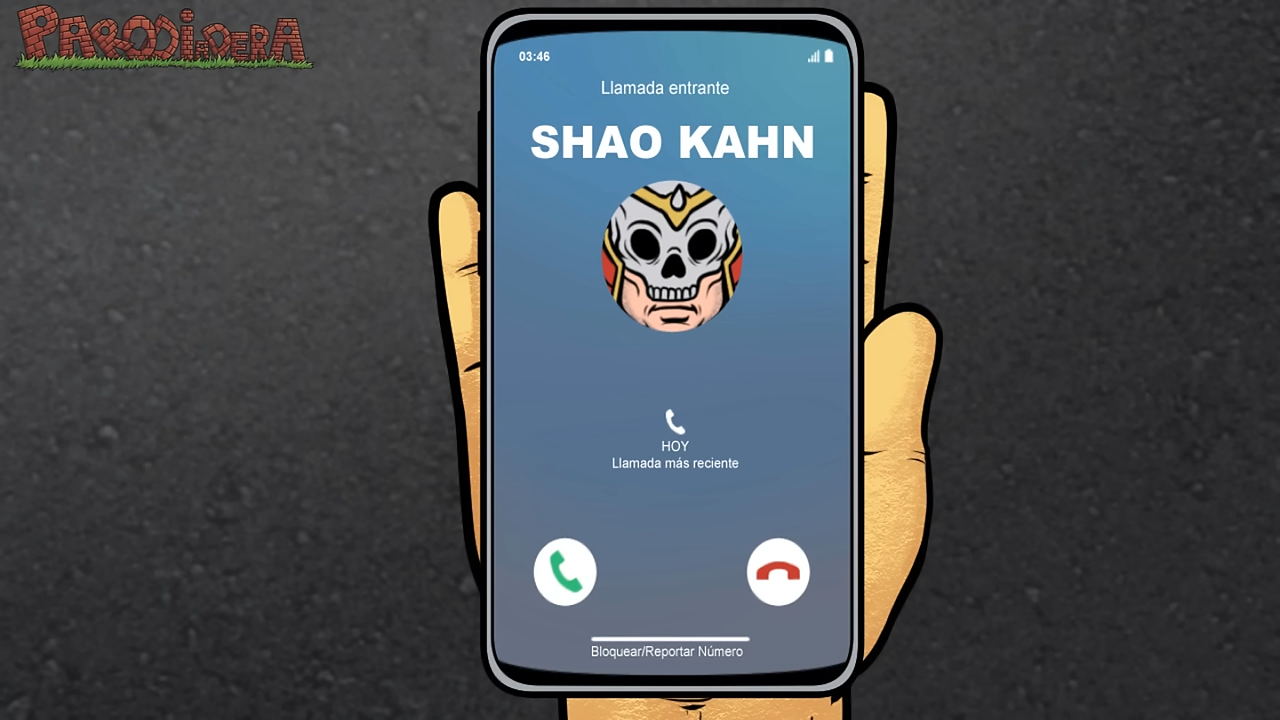 PARODiADERA
03:46
Llamada entrante
SHAO KAHN
HOY
Llamada más reciente
Bloquear/Reportar Número